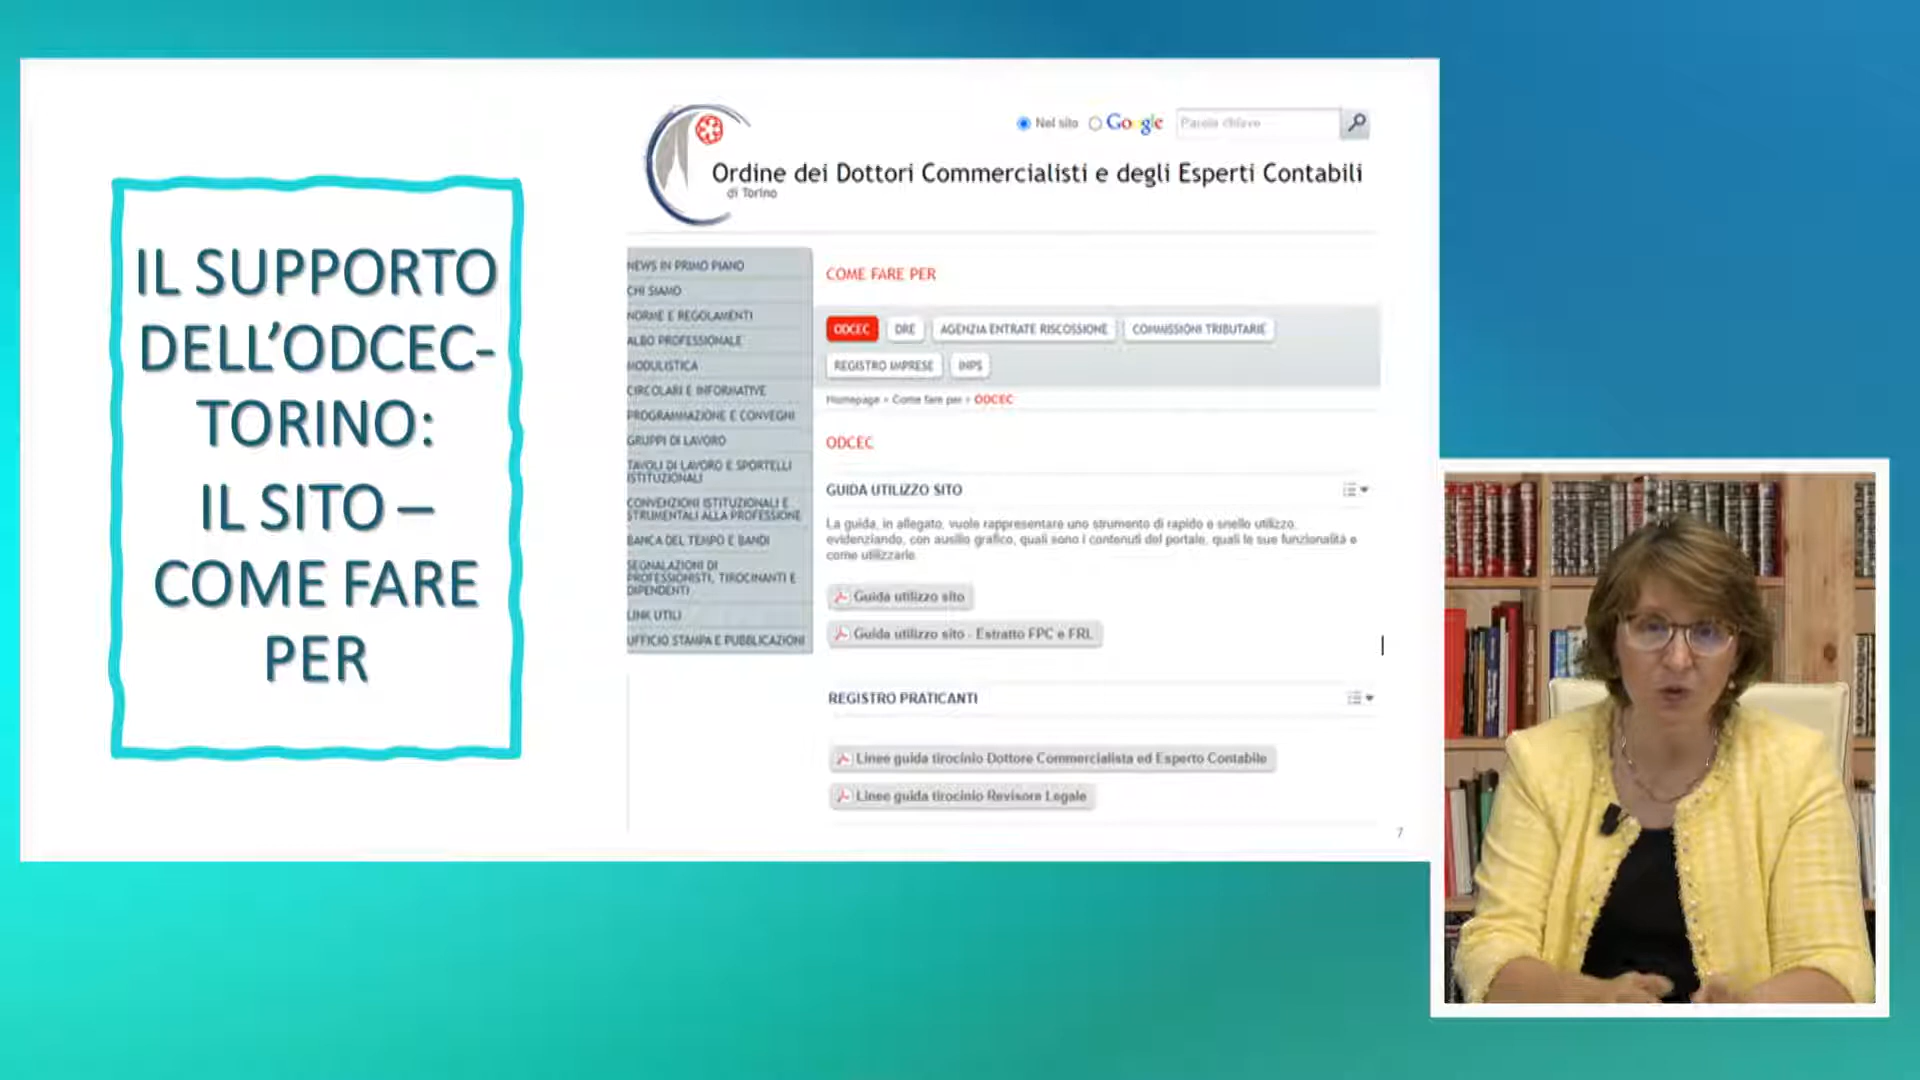 IL SUPPORTO
DELL'ODCEC-
TORINO:
IL SITO –
COME FARE
PER
Nel sito
Google
Parola chiave
Ordine dei Dottori Commercialisti e degli Esperti Contabili
di Torino
NEWS IN PRIMO PIANO
CHI SIAMO
NORME E REGOLAMENTI
ALBO PROFESSIONALE
MODULISTICA
CIRCOLARI E INFORMATIVE
PROGRAMMAZIONE E CONVEGNI
GRUPPI DI LAVORO
TAVOLI DI LAVORO E SPORTELLI
ISTITUZIONALI
CONVENZIONI ISTITUZIONALI E
STRUMENTALI ALLA PROFESSIONE
BANCA DEL TEMPO E BANDI
SEGNALAZIONI DI
PROFESSIONISTI, TIROCINANTI E
DIPENDENTI
LINK UTILI
UFFICIO STAMPA E PUBBLICAZIONI
COME FARE PER
ODCEC DRE AGENZIA ENTRATE RISCOSSIONE COMMISSIONI TRIBUTARIE
REGISTRO IMPRESE INPS
Homepage » Come fare per » ODCEC
ODCEC
GUIDA UTILIZZO SITO
La guida, in allegato, vuole rappresentare uno strumento di rapido e snello utilizzo,
evidenziando, con ausilio grafico, quali sono i contenuti del portale, quali le sue funzionalità e
come utilizzarle.
Guida utilizzo sito
Guida utilizzo sito - Estratto FPC e FRL
REGISTRO PRATICANTI
Linee guida tirocinio Dottore Commercialista ed Esperto Contabile
Linee guida tirocinio Revisore Legale
7